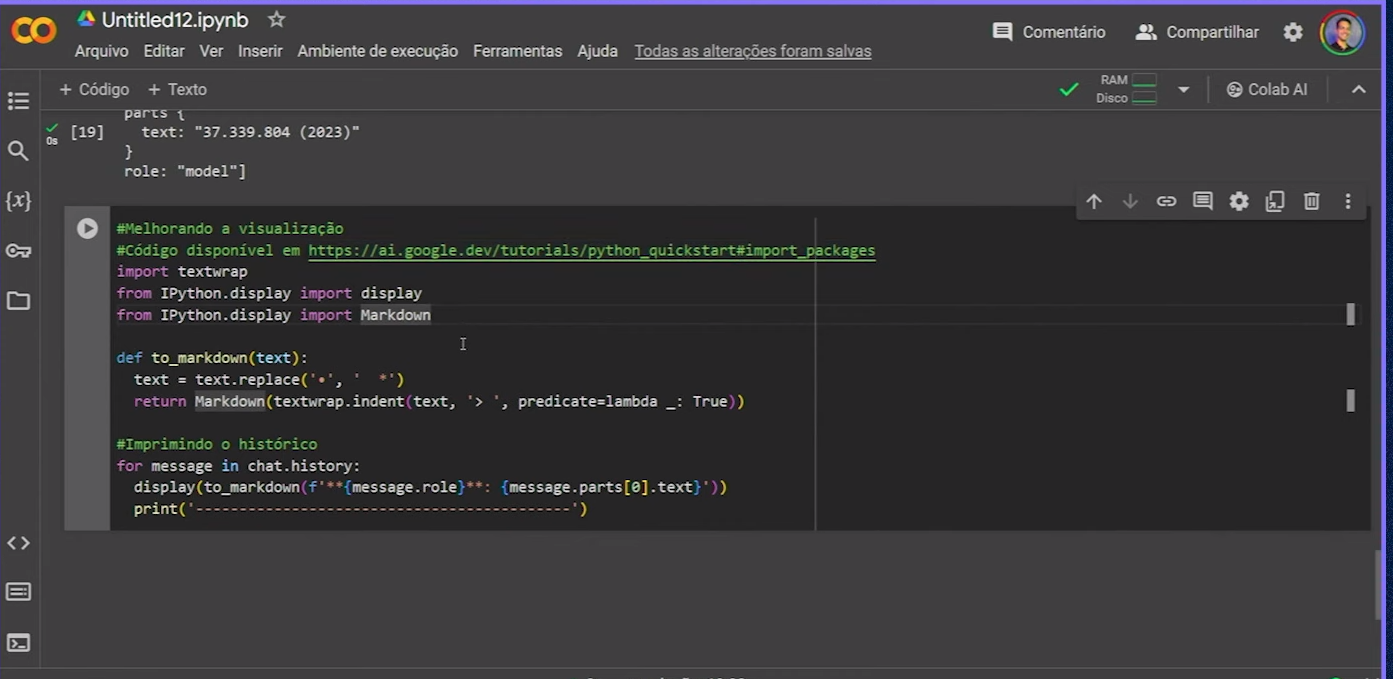 Untitled12.ipynb
Comentário
Compartilhar
Arquivo Editar Ver Inserir Ambiente de execução Ferramentas Ajuda Todas as alterações foram salvas
+ Código + Texto
RAM
Disco
Colab AI
parts {
0s
[19]
text: "37.339.804 (2023)"
}
role: "model"]
{x}
#Melhorando a visualização
#Código disponível em https://ai.google.dev/tutorials/python_quickstart#import_packages
import textwrap
from IPython.display import display
from IPython.display import Markdown
def to_markdown(text):
text = text.replace('•', '  *')
return Markdown(textwrap.indent(text, '> ', predicate=lambda _: True))
#Imprimindo o histórico
for message in chat.history:
display(to_markdown(f'**{message.role}**: {message.parts[0].text}'))
print('-------------------------------------------')